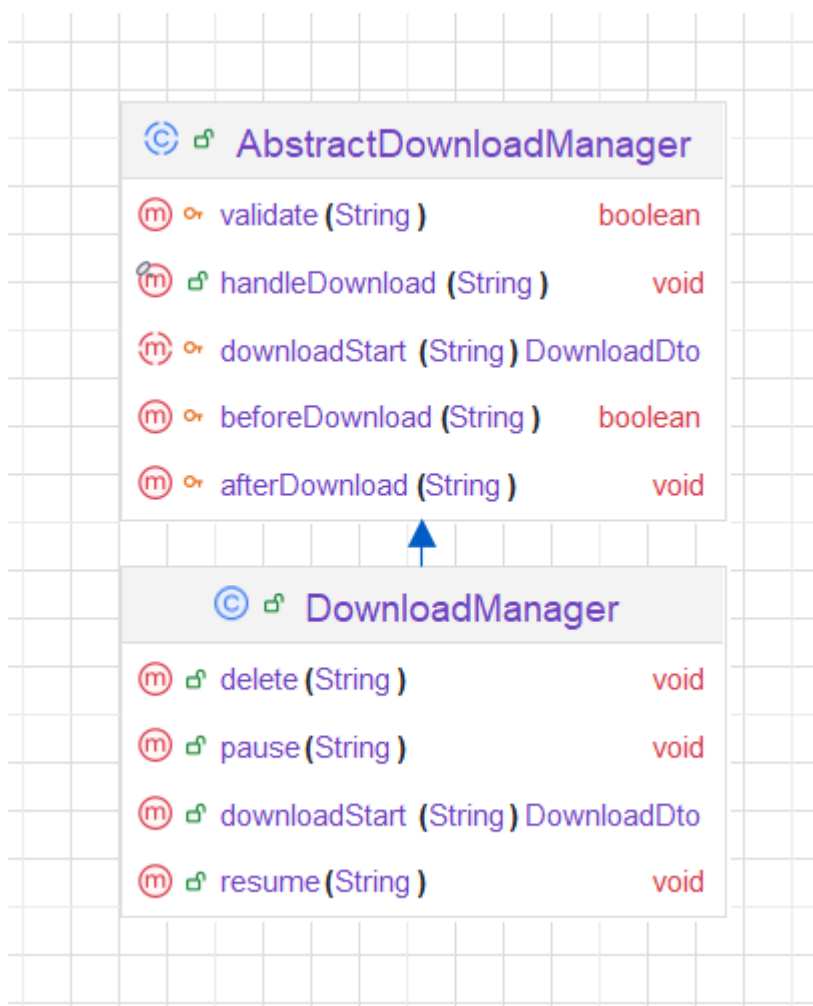 AbstractDownloadManager
validate(String) boolean
handleDownload (String) void
downloadStart (String) DownloadDto
beforeDownload (String) boolean
afterDownload (String) void
DownloadManager
delete(String) void
pause(String) void
downloadStart (String) DownloadDto
resume(String) void